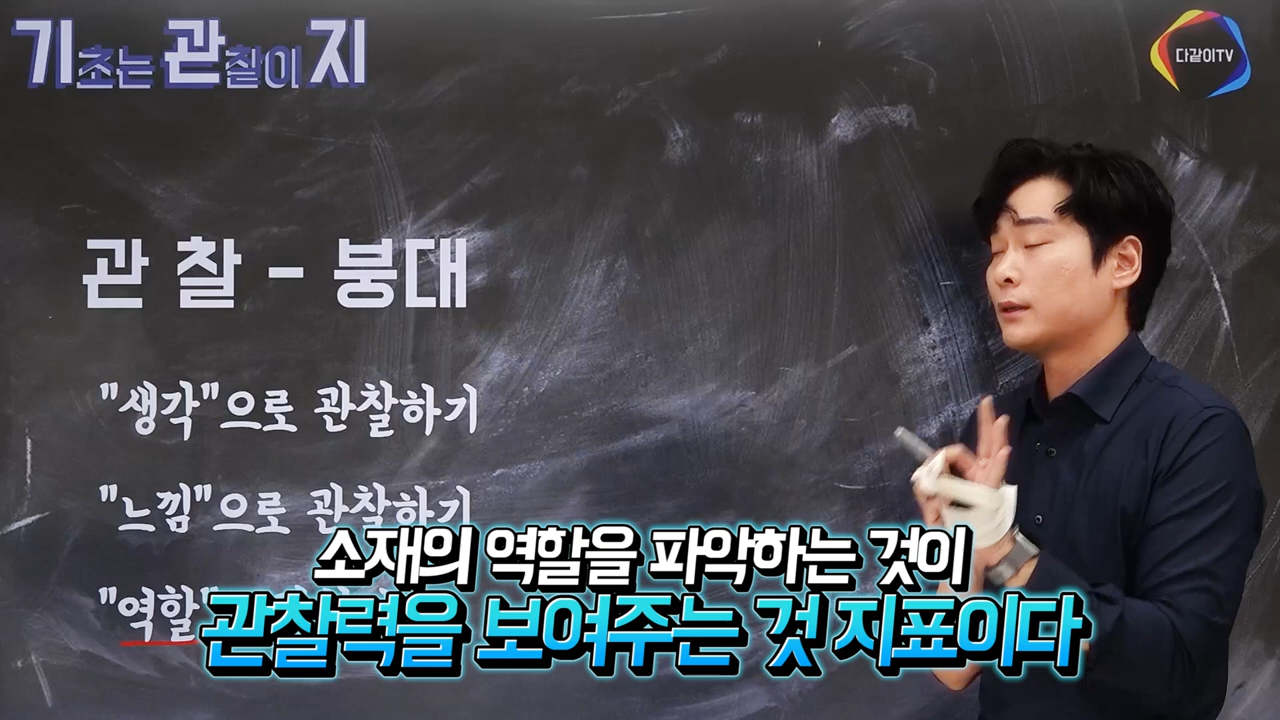 기초는 관찰이 지
다같이TV
관 찰 - 붕대
"생각"으로 관찰하기
"느낌"으로 관찰하기
"역할"
소재의 역할을 파악하는 것이
관찰력을 보여주는 것 지표이다